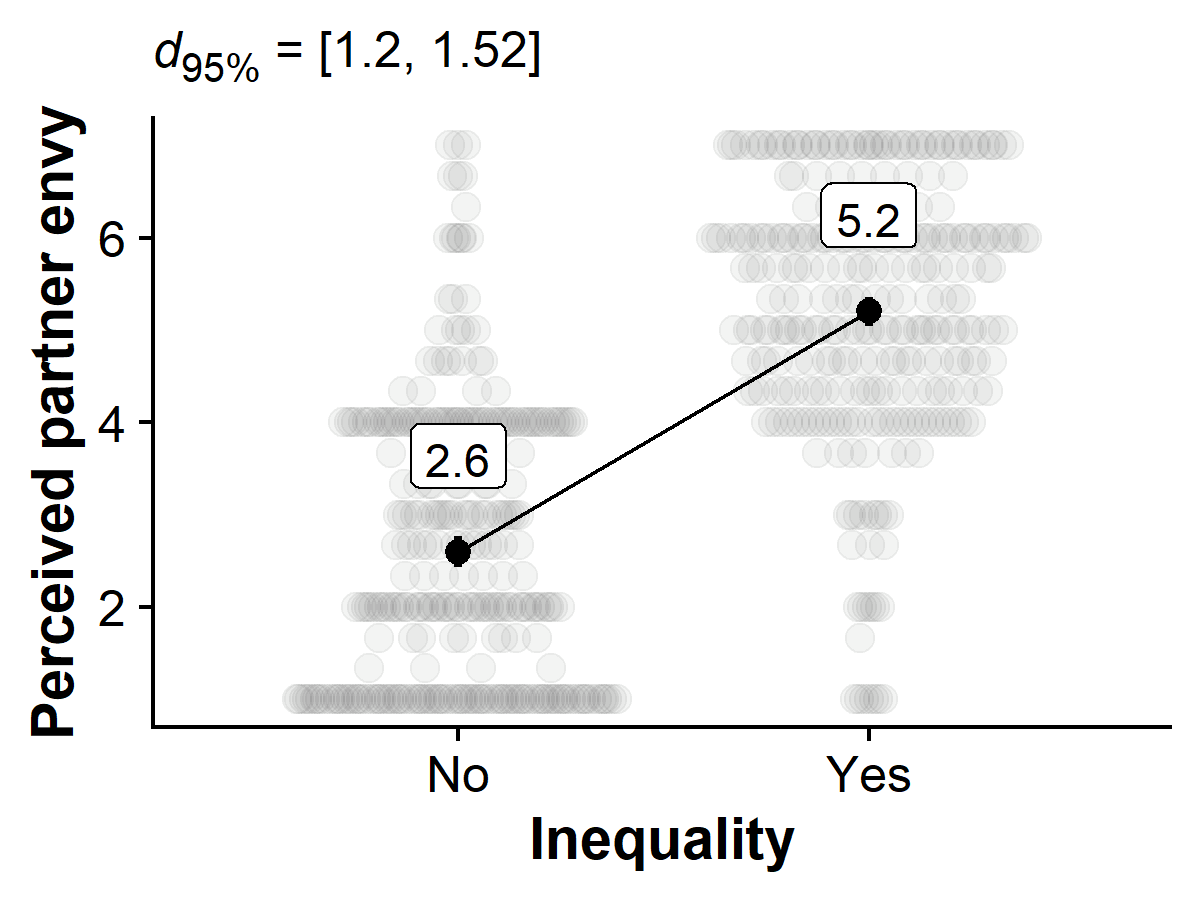 d95% = [1.2, 1.52]
Perceived partner envy
6
4
2
5.2
2.6
No
Yes
Inequality